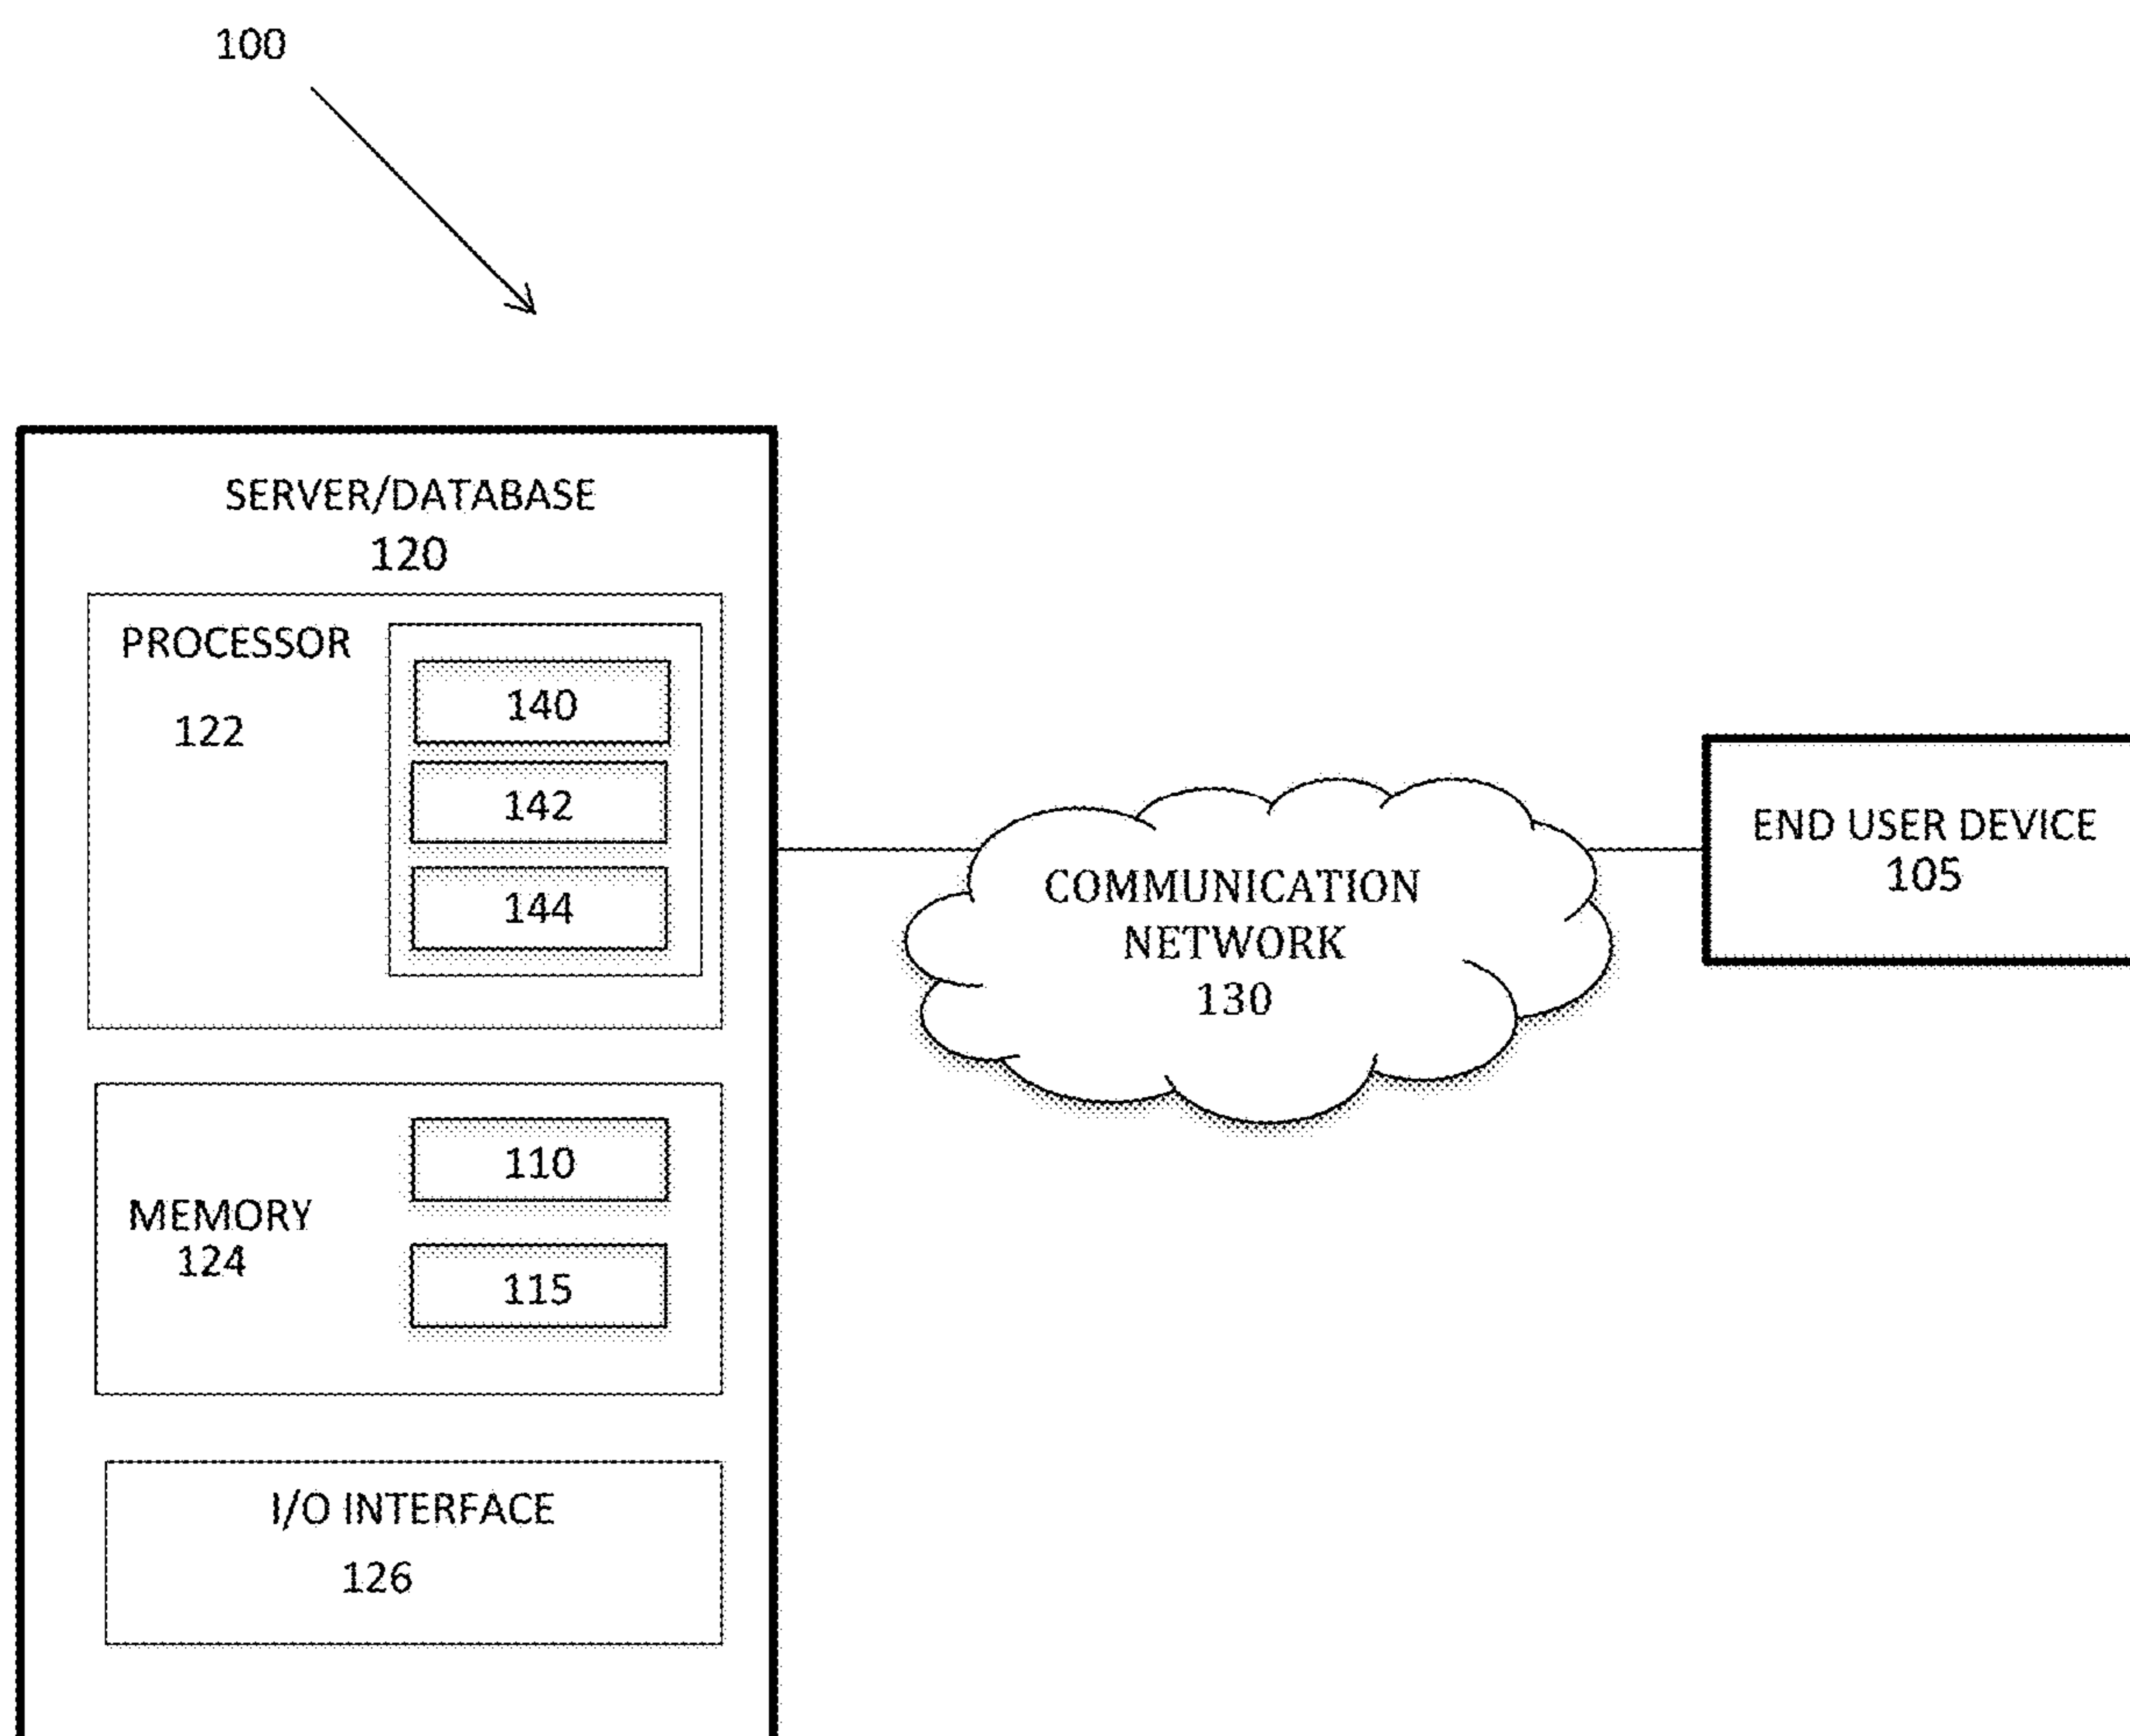 100
SERVER/DATABASE
120
PROCESSOR
122
140
142
144
MEMORY
124
110
115
I/O INTERFACE
126
COMMUNICATION
NETWORK
130
END USER DEVICE
105